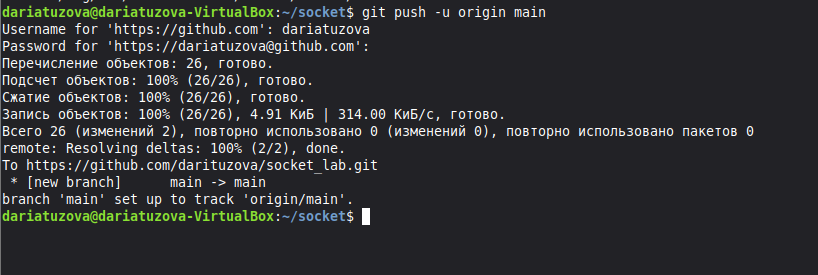 dariatuzova@dariatuzova-VirtualBox:~/socket$ git push -u origin main
Username for 'https://github.com': dariatuzova
Password for 'https://dariatuzova@github.com':
Перечисление объектов: 26, готово.
Подсчет объектов: 100% (26/26), готово.
Сжатие объектов: 100% (26/26), готово.
Запись объектов: 100% (26/26), 4.91 КиБ | 314.00 КиБ/с, готово.
Всего 26 (изменений 2), повторно использовано 0 (изменений 0), повторно использовано пакетов 0
remote: Resolving deltas: 100% (2/2), done.
To https://github.com/darituzova/socket_lab.git
 * [new branch]      main -> main
branch 'main' set up to track 'origin/main'.
dariatuzova@dariatuzova-VirtualBox:~/socket$